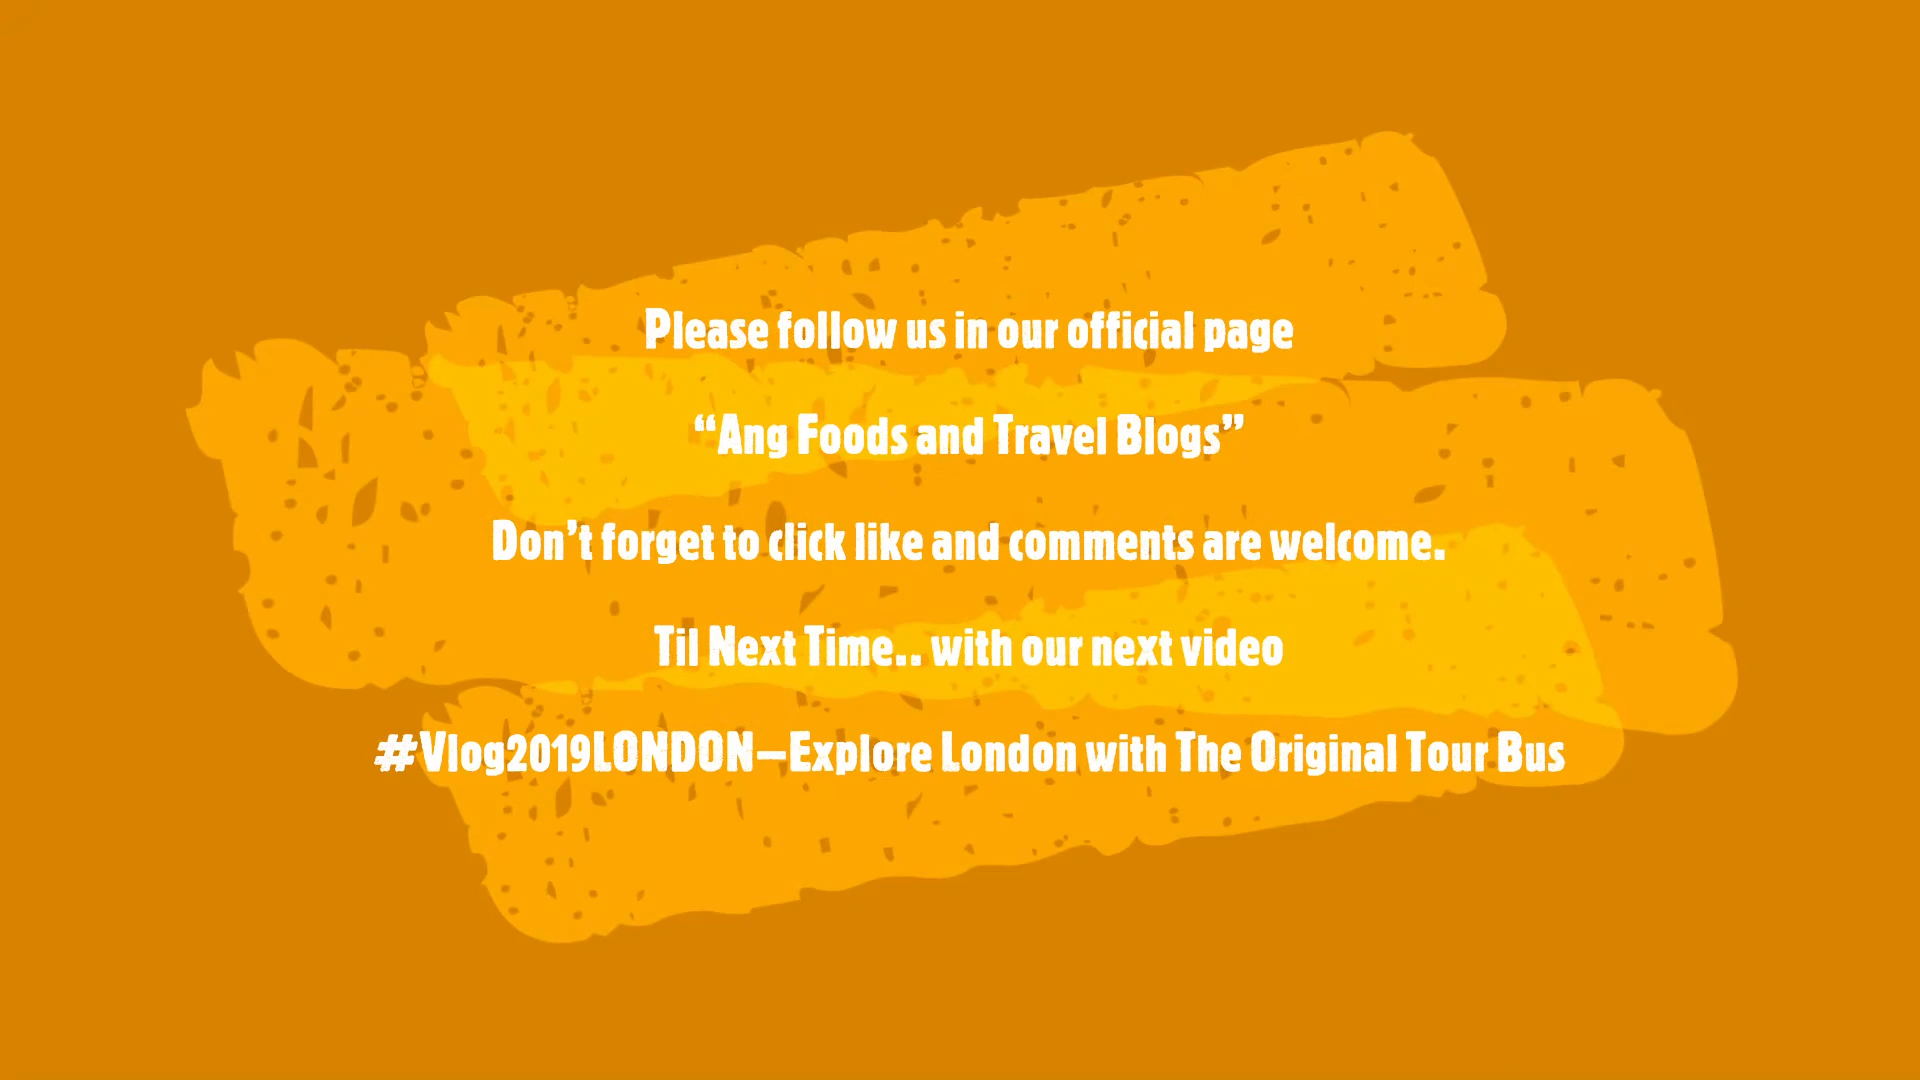 Please follow us in our official page
“Ang Foods and Travel Blogs”
Don’t forget to click like and comments are welcome.
Til Next Time.. with our next video
#Vlog2019LONDON–Explore London with The Original Tour Bus